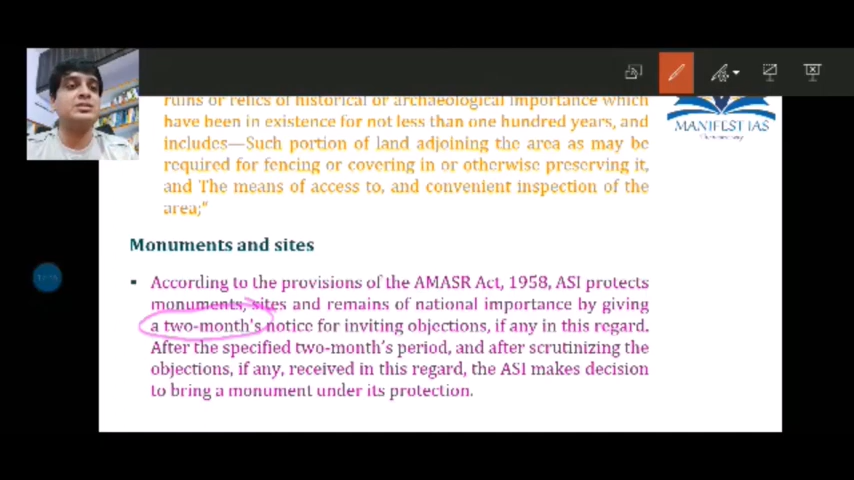 ruins or relics of historical or archaeological importance which
have been in existence for not less than one hundred years, and
includes—Such portion of land adjoining the area as may be
required for fencing or covering in or otherwise preserving it,
and The means of access to, and convenient inspection of the
area;"
MANIFEST IAS
Monuments and sites
▪ According to the provisions of the AMASR Act, 1958, ASI protects
monuments, sites and remains of national importance by giving
a two-month's notice for inviting objections, if any in this regard.
After the specified two-month's period, and after scrutinizing the
objections, if any, received in this regard, the ASI makes decision
to bring a monument under its protection.